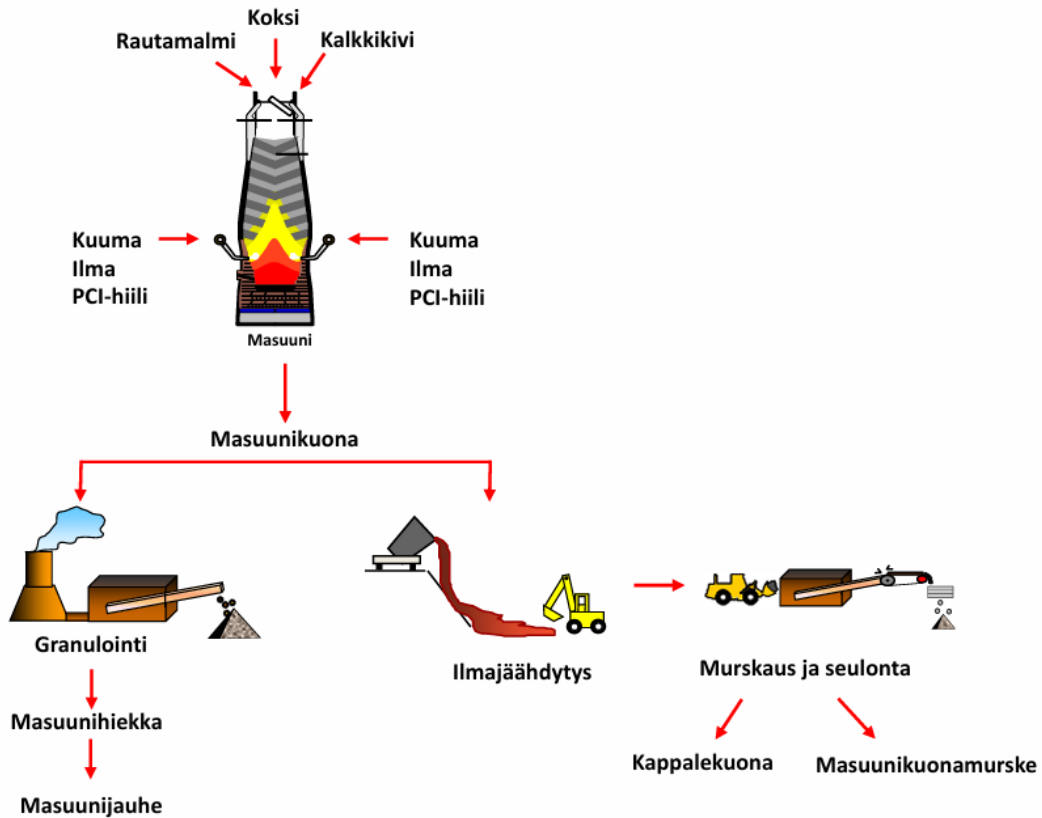 Koksi
Rautamalmi
Kalkkikivi
Kuuma
Ilma
PCI-hiili
Kuuma
Ilma
PCI-hiili
Masuuni
Masuunikuona
Granulointi
Ilmajäähdytys
Murskaus ja seulonta
Masuunihiekka
Kappalekuona
Masuunikuonamurske
Masuunijauhe